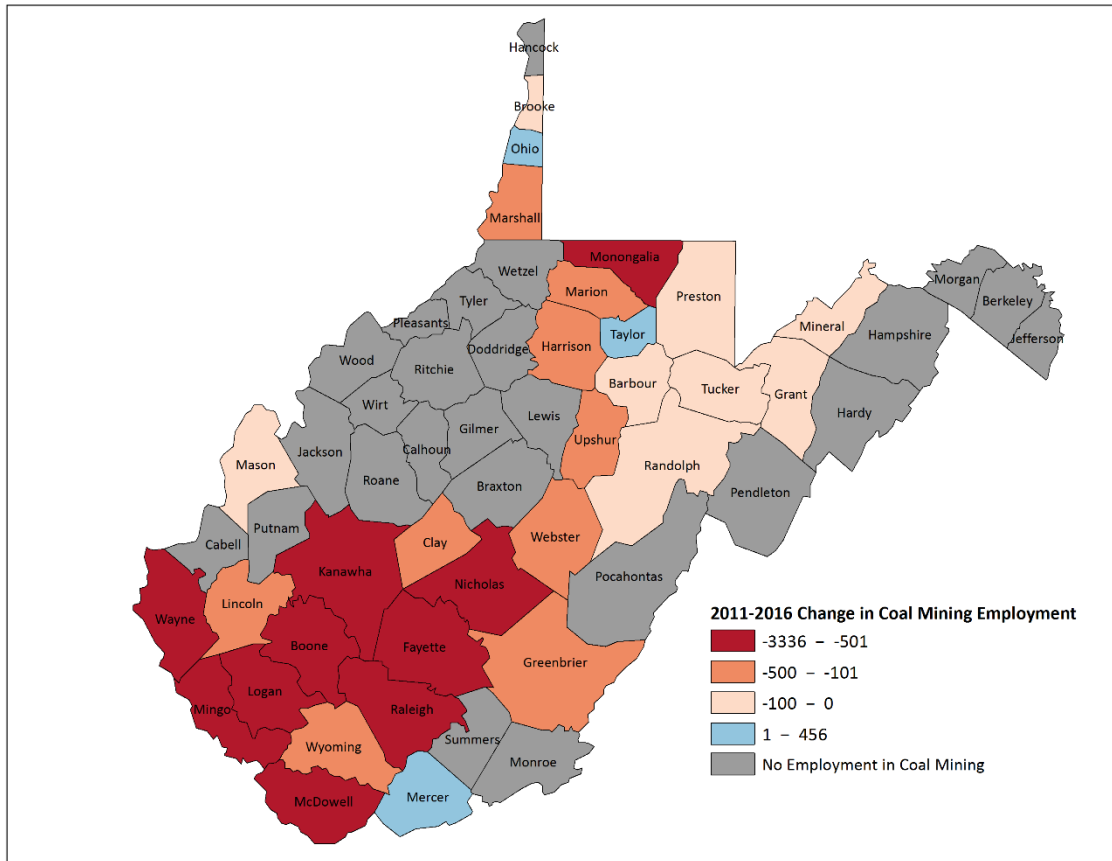 Hancock
Brooke
Ohio
Marshall
Wetzel
Monongalia
Marion
Preston
Morgan
Berkeley
Jefferson
Tyler
Pleasants
Doddridge
Harrison
Taylor
Mineral
Hampshire
Wood
Ritchie
Barbour
Tucker
Grant
Hardy
Wirt
Lewis
Gilmer
Calhoun
Upshur
Jackson
Mason
Roane
Braxton
Randolph
Pendleton
Putnam
Cabell
Clay
Webster
Kanawha
Nicholas
Pocahontas
Lincoln
Wayne
Boone
Fayette
Greenbrier
Logan
Mingo
Raleigh
Summers
Wyoming
Monroe
McDowell
Mercer
2011-2016 Change in Coal Mining Employment
-3336 – -501
-500 – -101
-100 – 0
1 – 456
No Employment in Coal Mining